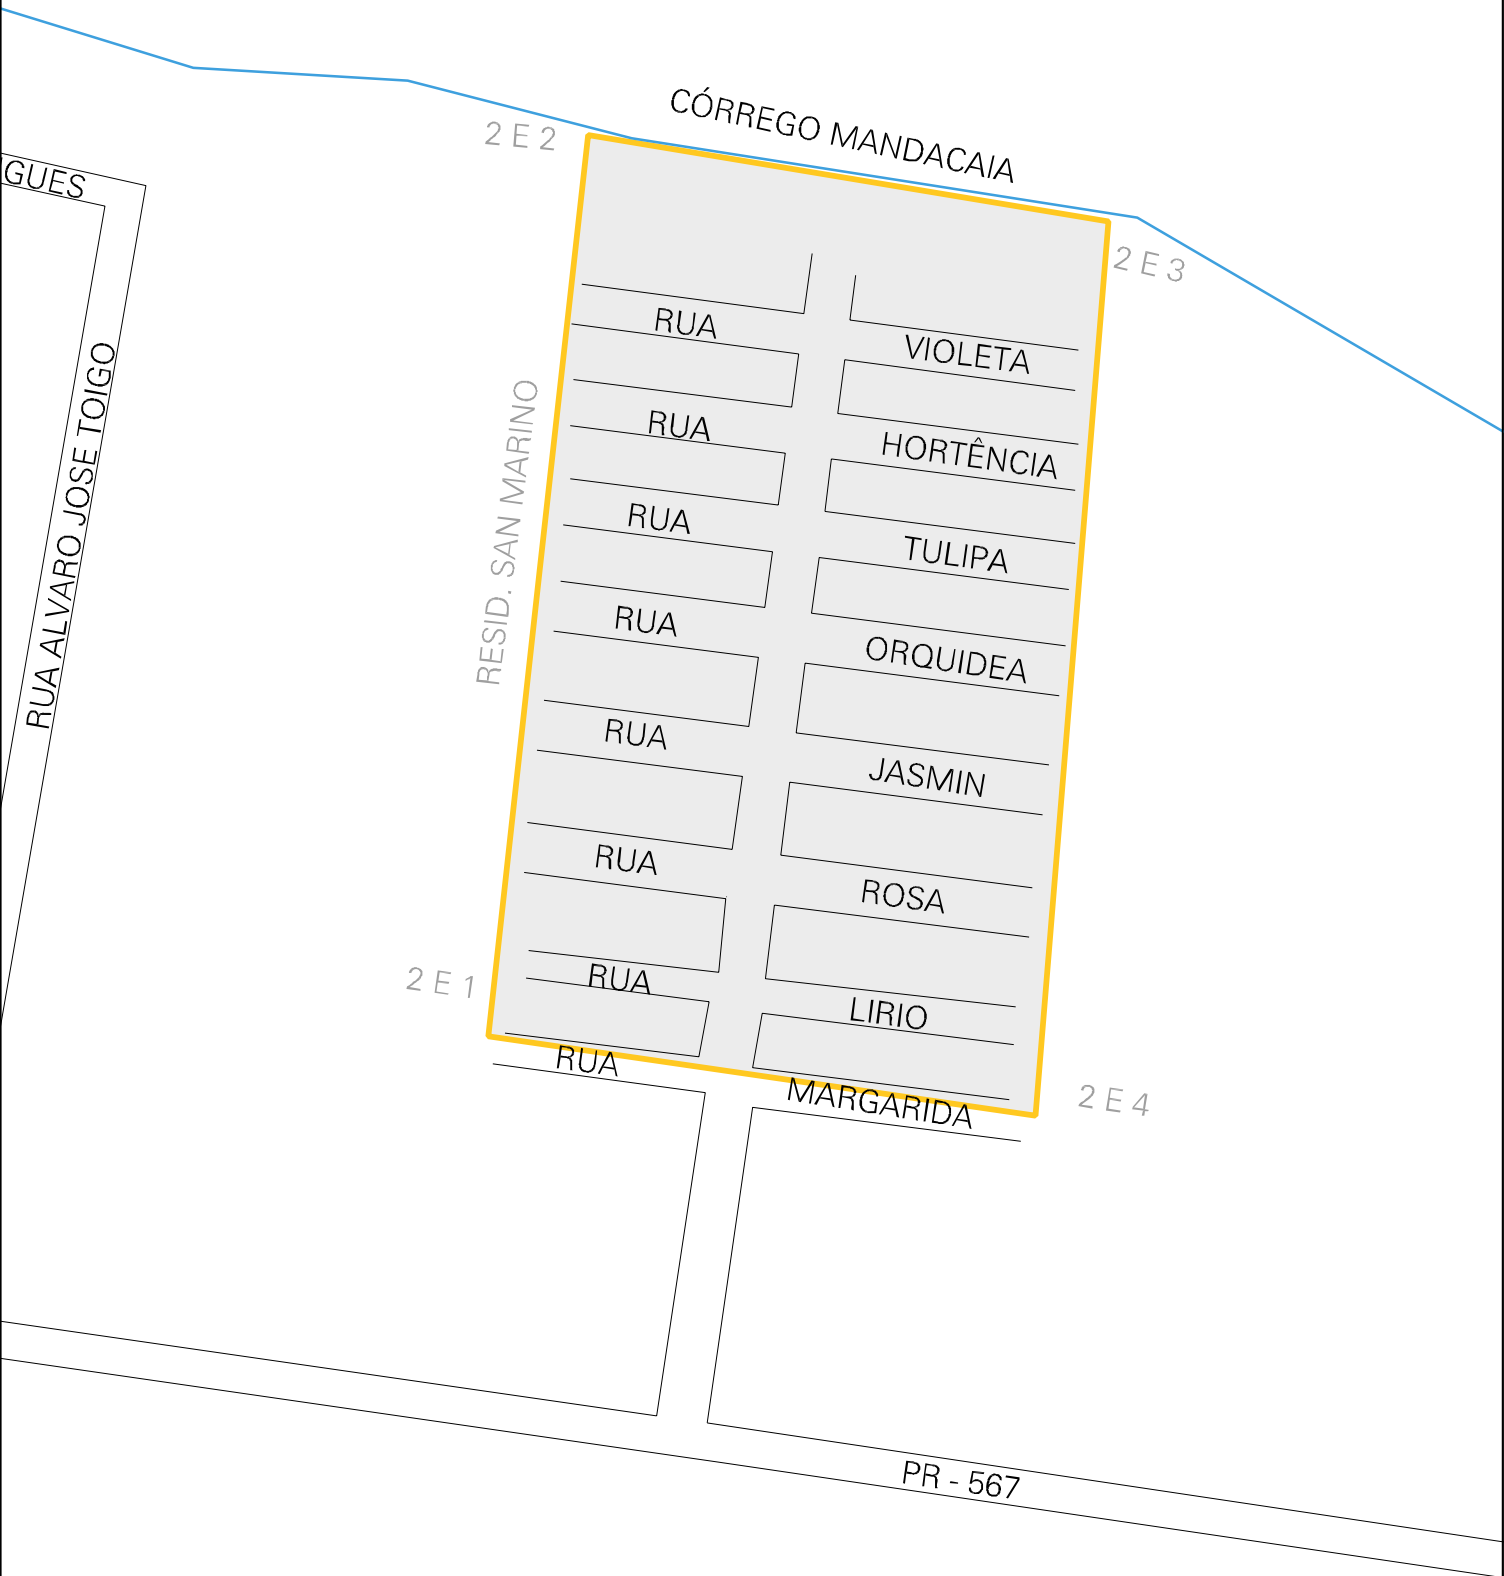 CÓRREGO MANDACAIA
2 E 2
2 E 3
RUA ALVARO JOSE TOIGO
RESID. SAN MARINO
RUA VIOLETA
RUA HORTÊNCIA
RUA TULIPA
RUA ORQUIDEA
RUA JASMIN
RUA ROSA
RUA LIRIO
2 E 1
RUA MARGARIDA
2 E 4
PR - 567